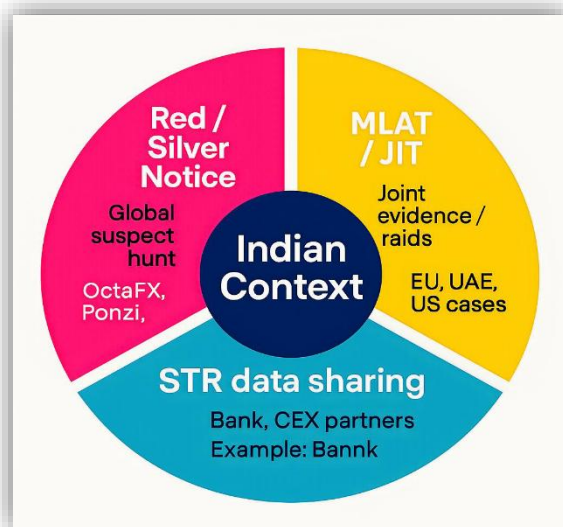 Red /
Silver
Notice
Global
suspect
hunt
OctaFX,
Ponzi,
MLAT
/ JIT
Joint
evidence /
raids
EU, UAE,
US cases
Indian
Context
STR data sharing
Bank, CEX partners
Example: Bannk